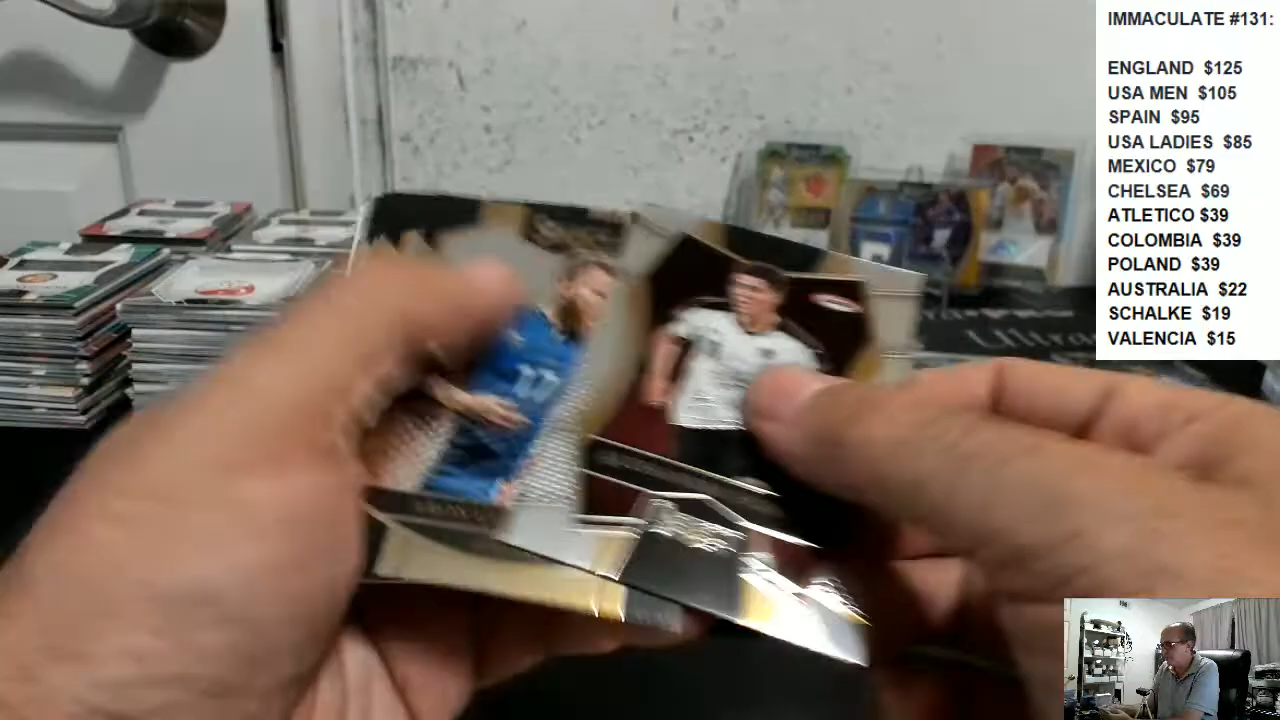 IMMACULATE #131:
ENGLAND $125
USA MEN $105
SPAIN $95
USA LADIES $85
MEXICO $79
CHELSEA $69
ATLETICO $39
COLOMBIA $39
POLAND $39
AUSTRALIA $22
SCHALKE $19
VALENCIA $15
17